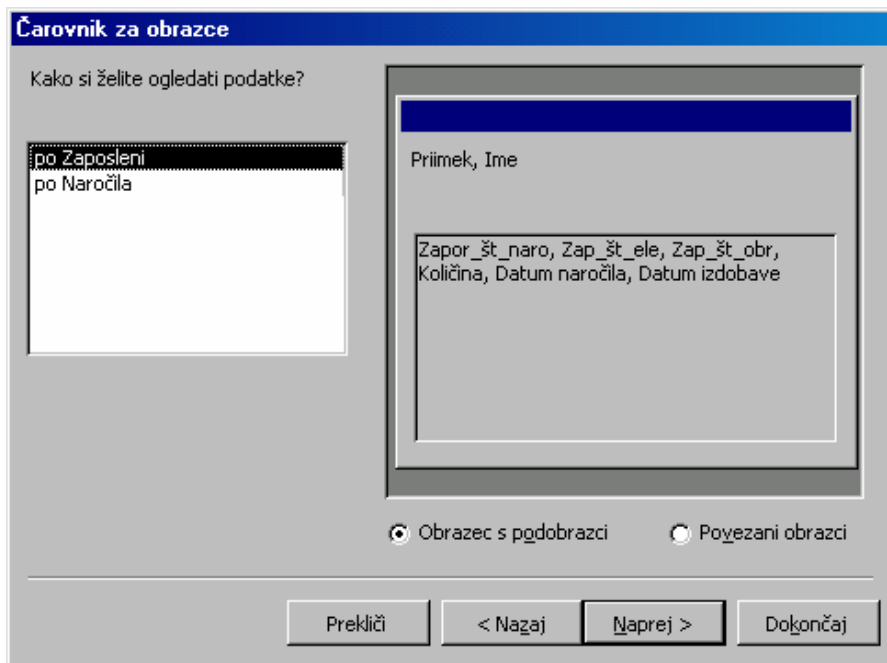 Čarovnik za obrazce
Kako si želite ogledati podatke?
po Zaposleni
po Naročila
Priimek, Ime
Zapor_št_naro, Zap_št_ele, Zap_št_obr,
Količina, Datum naročila, Datum izdobave
Obrazec s podobrazci
Povezani obrazci
Prekliči
< Nazaj
Naprej >
Dokončaj